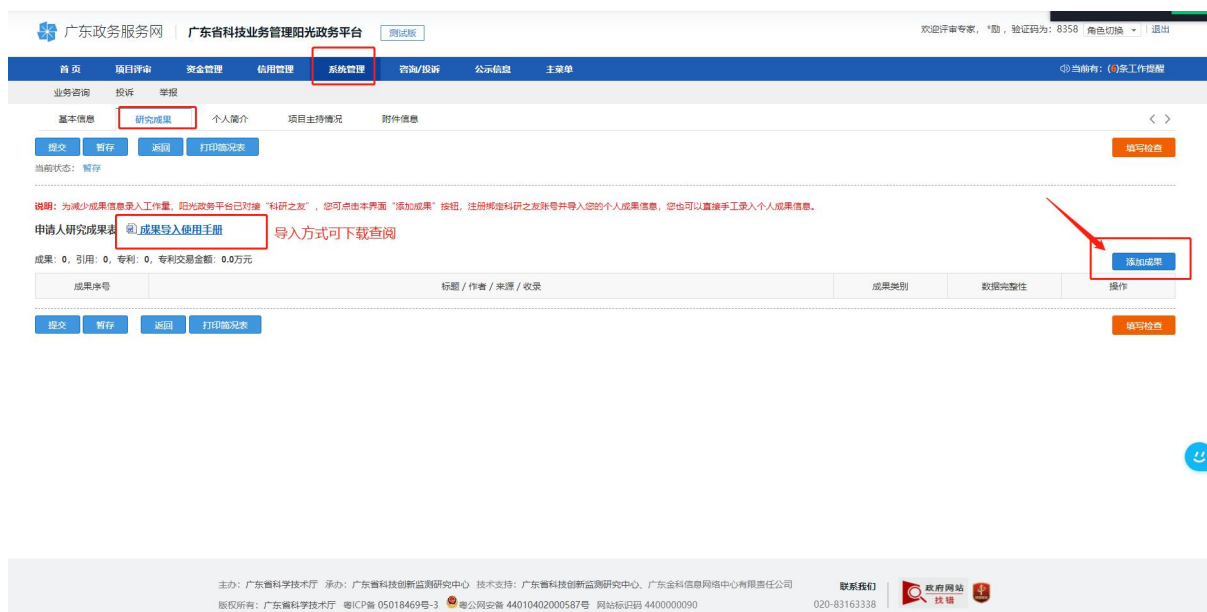 广东政务服务网 广东省科技业务管理阳光政务平台 测试版 欢迎评审专家，*勋，验证码为：8358 角色切换 退出
首页 项目评审 资金管理 信用管理 系统管理 咨询/投诉 公示信息 主菜单 当前有：(6)条工作提醒
业务咨询 投诉 举报
基本信息 研究成果 个人简介 项目主持情况 附件信息
提交 暂存 返回 打印简况表 填写检查
当前状态：暂存
说明：为减少成果信息录入工作量，阳光政务平台已对接“科研之友”，您可点击本界面“添加成果”按钮，注册绑定科研之友账号并导入您的个人成果信息，您也可以直接手工录入个人成果信息。
申请人研究成果表 成果导入使用手册 导入方式可下载查阅
成果：0，引用：0，专利：0，专利交易金额：0.0万元 添加成果
成果序号 标题 / 作者 / 来源 / 收录 成果类别 数据完整性 操作
提交 暂存 返回 打印简况表 填写检查
主办：广东省科学技术厅 承办：广东省科技创新监测研究中心 技术支持：广东省科技创新监测研究中心、广东金科信息网络中心有限责任公司 联系我们 政府网站
版权所有：广东省科学技术厅 粤ICP备 05018469号-3 粤公网安备 44010402000587号 网站标识码 4400000090 020-83163338 找错